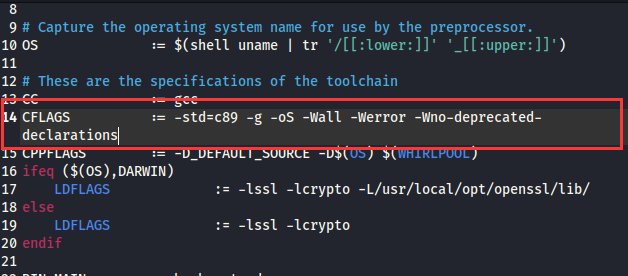 8
9 # Capture the operating system name for use by the preprocessor.
10 OS := $(shell uname | tr '/[[:lower:]]' '_[[:upper:]]')
11
12 # These are the specifications of the toolchain
13 CC := gcc
14 CFLAGS := -std=c89 -g -oS -Wall -Werror -Wno-deprecated-
declarations
15 CPPFLAGS := -D_DEFAULT_SOURCE -D$(OS) $(WHIRLPOOL)
16 ifeq ($(OS),DARWIN)
17 LDFLAGS := -lssl -lcrypto -L/usr/local/opt/openssl/lib/
18 else
19 LDFLAGS := -lssl -lcrypto
20 endif
21